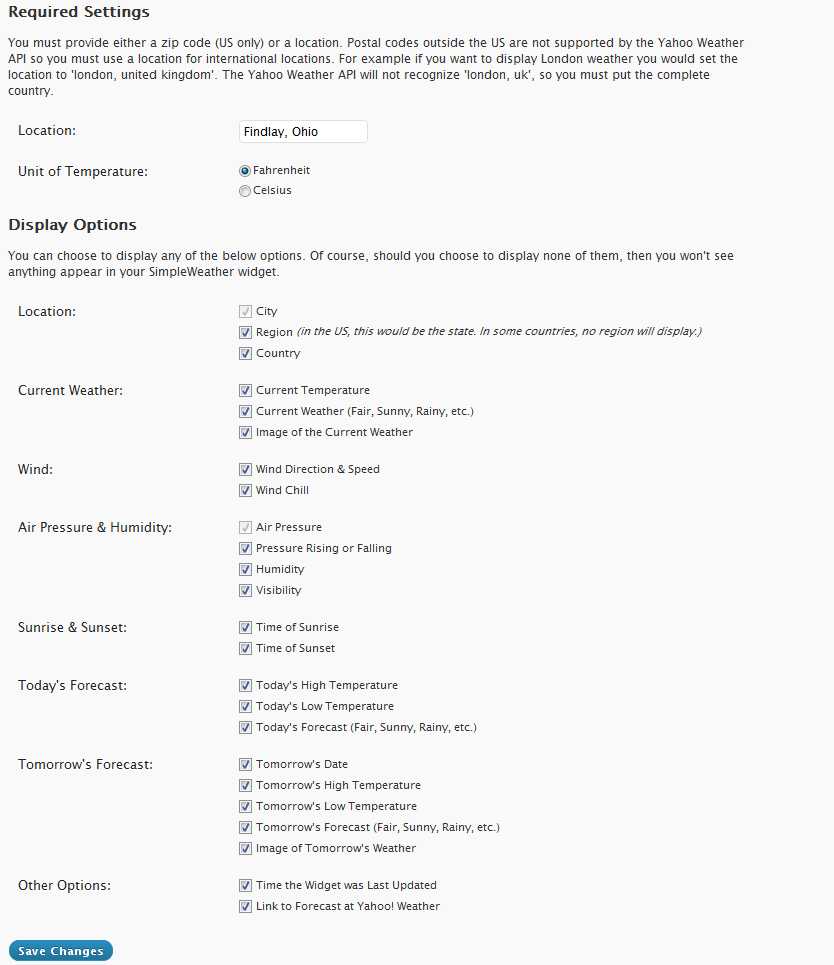 Required Settings
You must provide either a zip code (US only) or a location. Postal codes outside the US are not supported by the Yahoo Weather
API so you must use a location for international locations. For example if you want to display London weather you would set the
location to 'london, united kingdom'. The Yahoo Weather API will not recognize 'london, uk', so you must put the complete
country.
Location: Findlay, Ohio
Unit of Temperature: Fahrenheit
Celsius
Display Options
You can choose to display any of the below options. Of course, should you choose to display none of them, then you won't see
anything appear in your SimpleWeather widget.
Location: City
Region (in the US, this would be the state. In some countries, no region will display.)
Country
Current Weather: Current Temperature
Current Weather (Fair, Sunny, Rainy, etc.)
Image of the Current Weather
Wind: Wind Direction & Speed
Wind Chill
Air Pressure & Humidity: Air Pressure
Pressure Rising or Falling
Humidity
Visibility
Sunrise & Sunset: Time of Sunrise
Time of Sunset
Today's Forecast: Today's High Temperature
Today's Low Temperature
Today's Forecast (Fair, Sunny, Rainy, etc.)
Tomorrow's Forecast: Tomorrow's Date
Tomorrow's High Temperature
Tomorrow's Low Temperature
Tomorrow's Forecast (Fair, Sunny, Rainy, etc.)
Image of Tomorrow's Weather
Other Options: Time the Widget was Last Updated
Link to Forecast at Yahoo! Weather
Save Changes